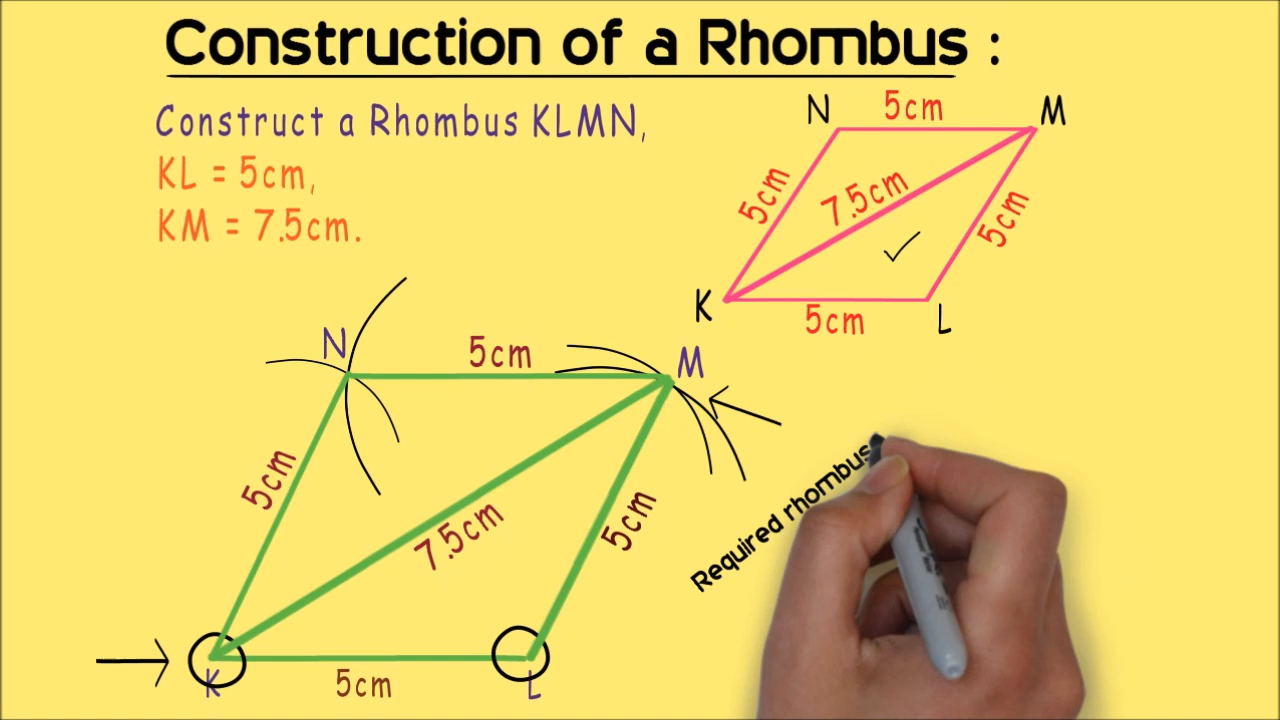 Construction of a Rhombus :
Construct a Rhombus KLMN,
KL = 5cm,
KM = 7.5cm.
N 5cm M
5cm
7.5cm
5cm
K
5cm
L
N
5cm
M
5cm
7.5cm
5cm
Required rhombus
K
5cm
L